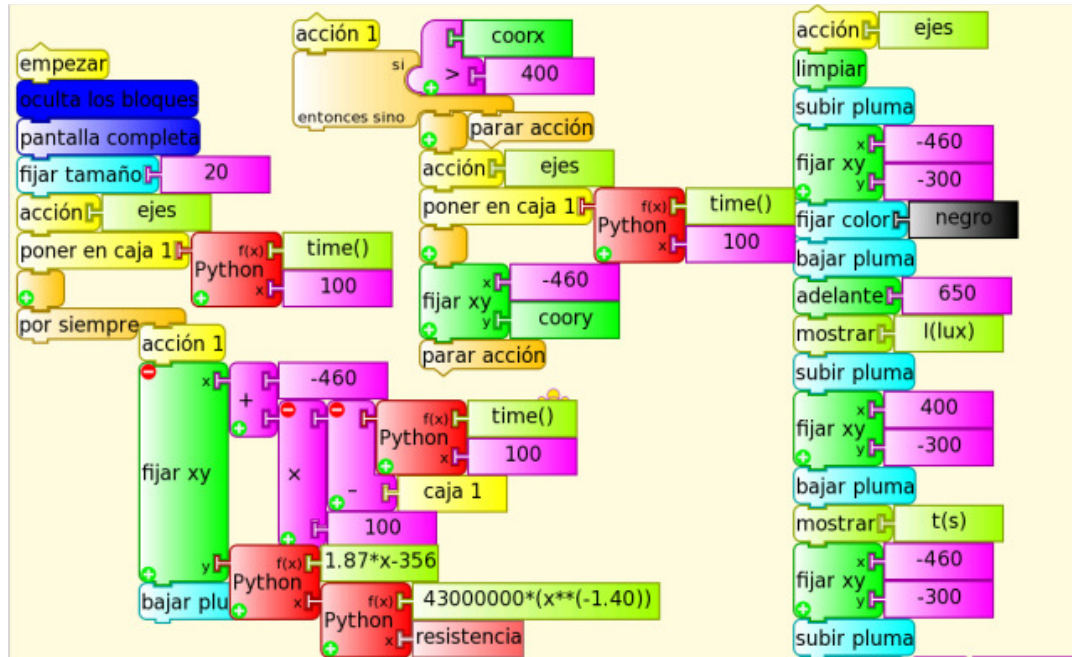 empezar
oculta los bloques
pantalla completa
fijar tamaño 20
acción ejes
poner en caja 1 Python f(x) time()
x 100
por siempre
acción 1
fijar xy x + -460
× - Python f(x) time()
x 100
caja 1
100
y Python f(x) 1.87*x-356
x Python f(x) 43000000*(x**(-1.40))
x resistencia
bajar plu
acción 1
si coorx
> 400
entonces sino
parar acción
acción ejes
poner en caja 1 Python f(x) time()
x 100
fijar xy x -460
y coory
parar acción
acción ejes
limpiar
subir pluma
fijar xy x -460
y -300
fijar color negro
bajar pluma
adelante 650
mostrar I(lux)
subir pluma
fijar xy x 400
y -300
bajar pluma
mostrar t(s)
fijar xy x -460
y -300
subir pluma